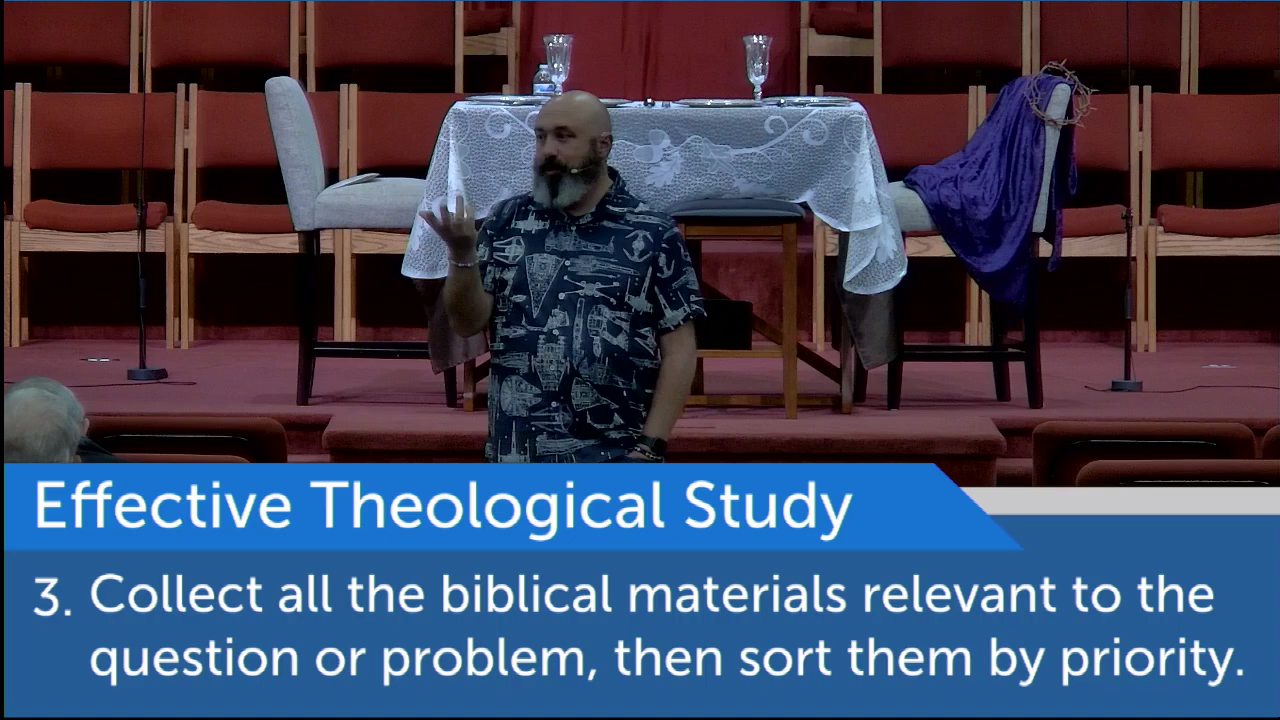 Effective Theological Study
3. Collect all the biblical materials relevant to the
question or problem, then sort them by priority.